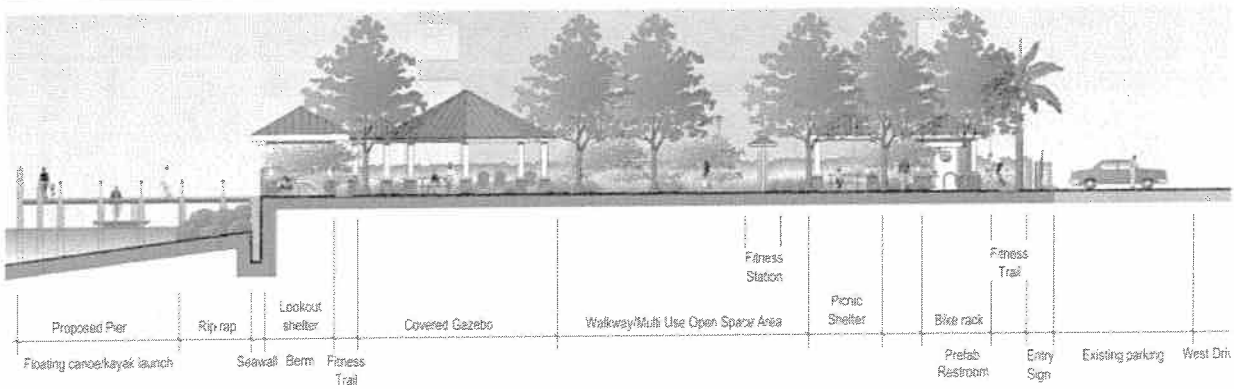 Fitness
Station
Fitness
Trail
Proposed Pier
Rip rap
Lookout
shelter
Covered Gazebo
Walkway/Multi Use Open Space Area
Picnic
Shelter
Bike rack
Floating canoe/kayak launch
Seawall
Berm
Fitness
Trail
Prefab
Restroom
Entry
Sign
Existing parking
West